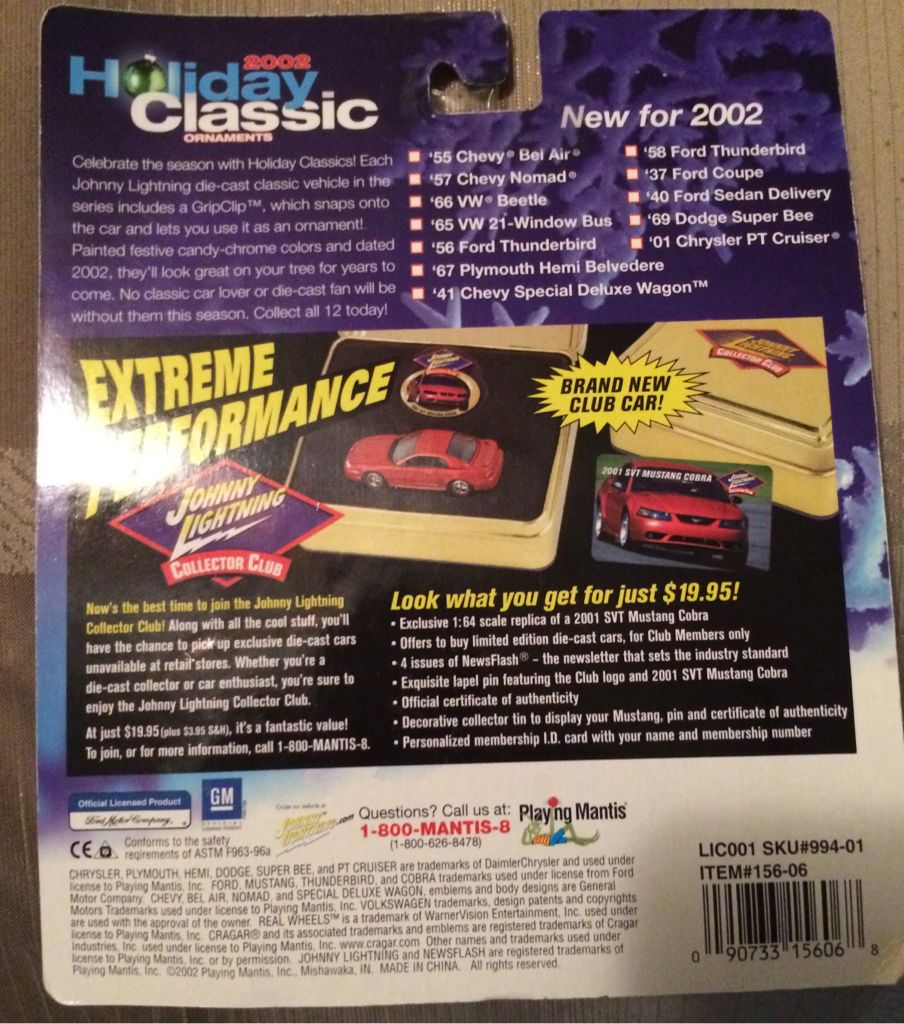 2002
Holiday
Classic
ORNAMENTS
Celebrate the season with Holiday Classics! Each
Johnny Lightning die-cast classic vehicle in the
series includes a GripClip™, which snaps onto
the car and lets you use it as an ornament!
Painted festive candy-chrome colors and dated
2002, they'll look great on your tree for years to
come. No classic car lover or die-cast fan will be
without them this season. Collect all 12 today!
New for 2002
'55 Chevy® Bel Air®
'57 Chevy Nomad®
'66 VW® Beetle
'65 VW 21-Window Bus
'56 Ford Thunderbird
'67 Plymouth Hemi Belvedere
'41 Chevy Special Deluxe Wagon™
'58 Ford Thunderbird
'37 Ford Coupe
'40 Ford Sedan Delivery
'69 Dodge Super Bee
'01 Chrysler PT Cruiser®
EXTREME
PERFORMANCE
BRAND NEW
CLUB CAR!
JOHNNY
LIGHTNING
COLLECTOR CLUB
COLLECTOR CLUB
2001 SVT MUSTANG COBRA
Now's the best time to join the Johnny Lightning
Collector Club! Along with all the cool stuff, you'll
have the chance to pick up exclusive die-cast cars
unavailable at retail stores. Whether you're a
die-cast collector or car enthusiast, you're sure to
enjoy the Johnny Lightning Collector Club.
At just $19.95 (plus $3.95 S&H), it's a fantastic value!
To join, or for more information, call 1-800-MANTIS-8.
Look what you get for just $19.95!
• Exclusive 1:64 scale replica of a 2001 SVT Mustang Cobra
• Offers to buy limited edition die-cast cars, for Club Members only
• 4 issues of NewsFlash® – the newsletter that sets the industry standard
• Exquisite lapel pin featuring the Club logo and 2001 SVT Mustang Cobra
• Official certificate of authenticity
• Decorative collector tin to display your Mustang, pin and certificate of authenticity
• Personalized membership I.D. card with your name and membership number
Official Licensed Product
Ford Motor Company
GM
OFFICIAL
LICENSED PRODUCT
Cruise our website at
JOHNNY LIGHTNING.com
Questions? Call us at:
1-800-MANTIS-8
(1-800-626-8478)
Playing Mantis
CE
Conforms to the safety
requirements of ASTM F963-96a
CHRYSLER, PLYMOUTH, HEMI, DODGE, SUPER BEE, and PT CRUISER are trademarks of DaimlerChrysler and used under
license to Playing Mantis, Inc. FORD, MUSTANG, THUNDERBIRD, and COBRA trademarks used under license from Ford
Motor Company. CHEVY, BEL AIR, NOMAD, and SPECIAL DELUXE WAGON, emblems and body designs are General
Motors Trademarks used under license to Playing Mantis, Inc. VOLKSWAGEN trademarks, design patents and copyrights
are used with the approval of the owner. REAL WHEELS™ is a trademark of WarnerVision Entertainment, Inc. used under
license to Playing Mantis, Inc. CRAGAR® and its associated trademarks and emblems are registered trademarks of Cragar
Industries, Inc. used under license to Playing Mantis, Inc. www.cragar.com Other names and trademarks used under
license to Playing Mantis, Inc. or by permission. JOHNNY LIGHTNING and NEWSFLASH are registered trademarks of
Playing Mantis, Inc. ©2002 Playing Mantis, Inc., Mishawaka, IN. MADE IN CHINA. All rights reserved.
LIC001 SKU#994-01
ITEM#156-06
0 90733 15606 8